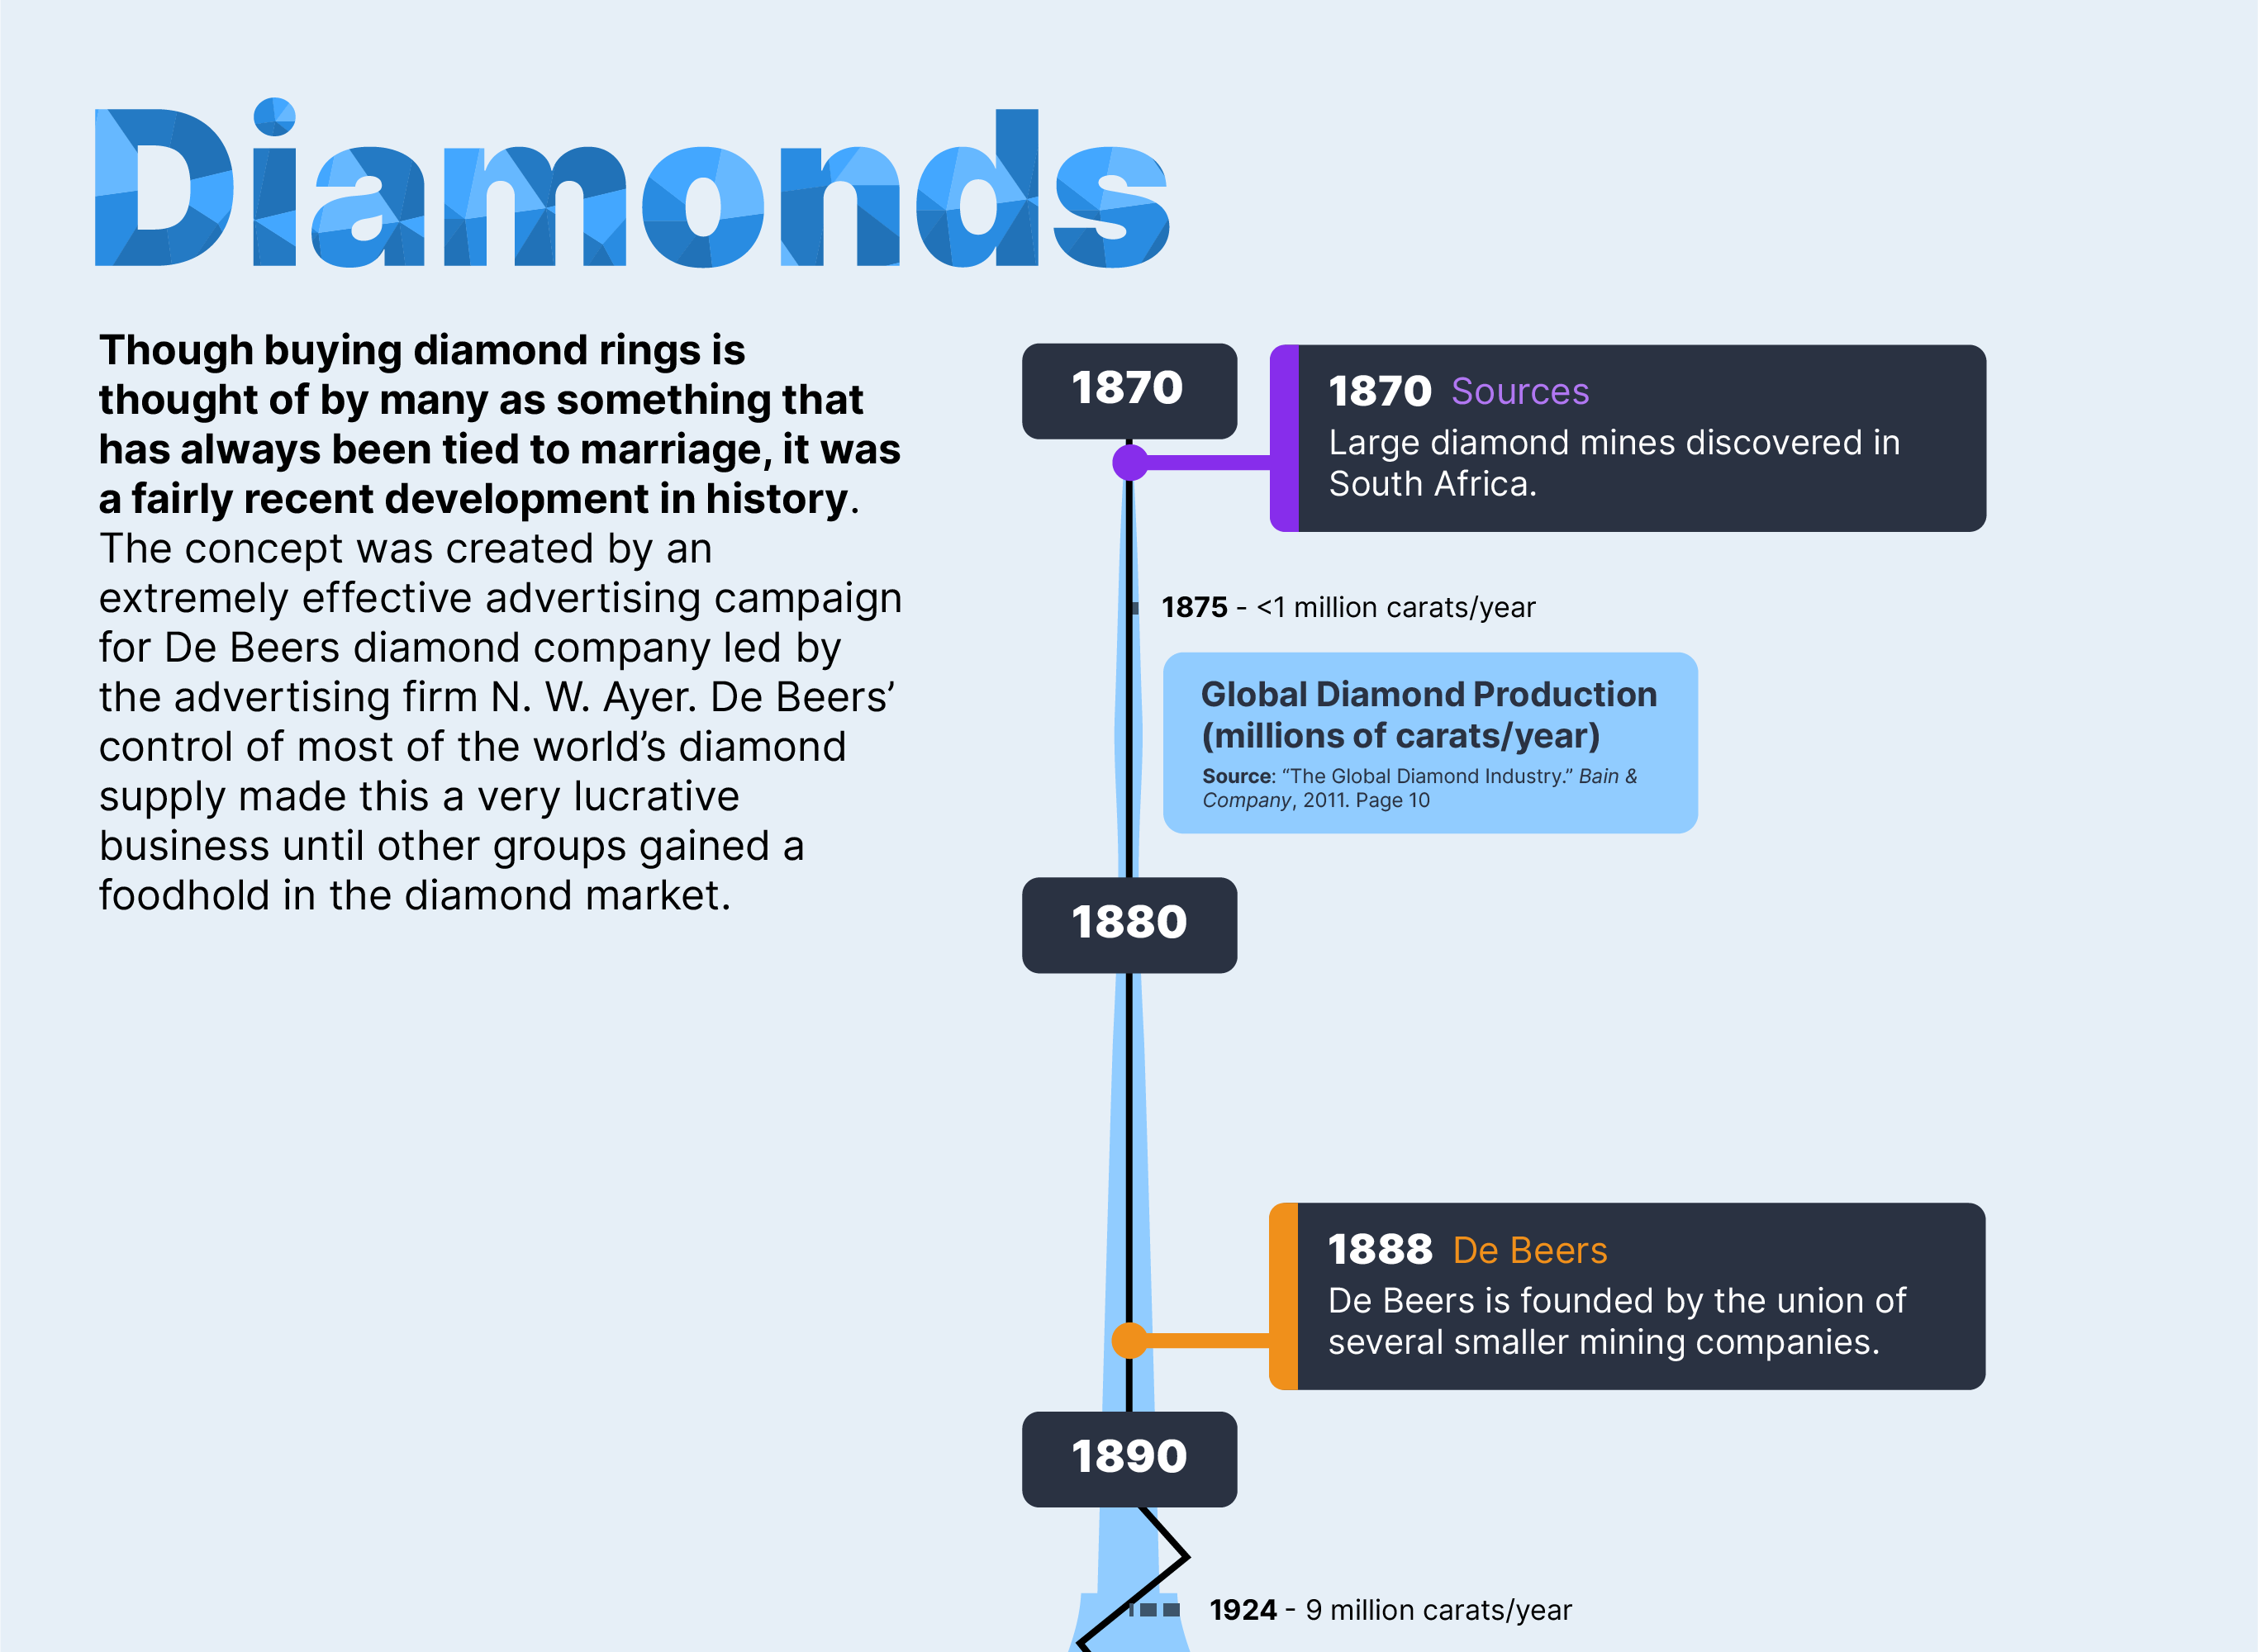 Diamonds
Though buying diamond rings is
thought of by many as something that
has always been tied to marriage, it was
a fairly recent development in history.
The concept was created by an
extremely effective advertising campaign
for De Beers diamond company led by
the advertising firm N. W. Ayer. De Beers’
control of most of the world’s diamond
supply made this a very lucrative
business until other groups gained a
foodhold in the diamond market.
1870
1870 Sources
Large diamond mines discovered in
South Africa.
1875 - <1 million carats/year
Global Diamond Production
(millions of carats/year)
Source: “The Global Diamond Industry.” Bain &
Company, 2011. Page 10
1880
1888 De Beers
De Beers is founded by the union of
several smaller mining companies.
1890
1924 - 9 million carats/year